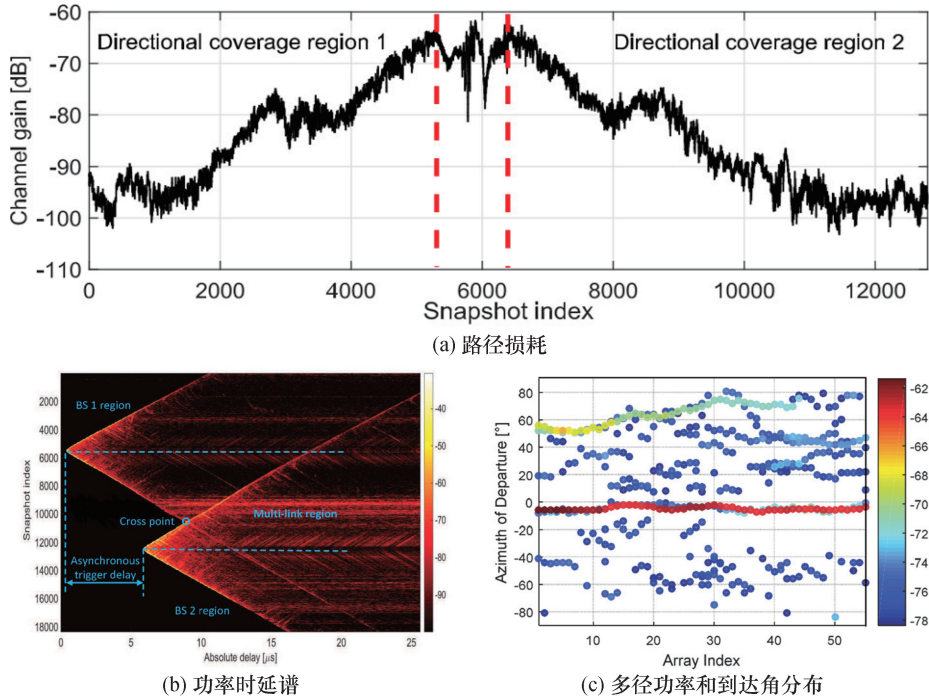 -60
-70
-80
-90
-100
-110
Channel gain [dB]
Directional coverage region 1
Directional coverage region 2
0 2000 4000 6000 8000 10000 12000
Snapshot index
(a) 路径损耗
2000
4000
6000
8000
10000
12000
14000
16000
18000
Snapshot index
BS 1 region
Cross point
Multi-link region
Asynchronous
trigger delay
BS 2 region
0 5 10 15 20 25
Absolute delay [μs]
-40
-50
-60
-70
-80
-90
(b) 功率时延谱
80
60
40
20
0
-20
-40
-60
-80
Azimuth of Departure [°]
10 20 30 40 50
Array Index
-62
-64
-66
-68
-70
-72
-74
-76
-78
(c) 多径功率和到达角分布